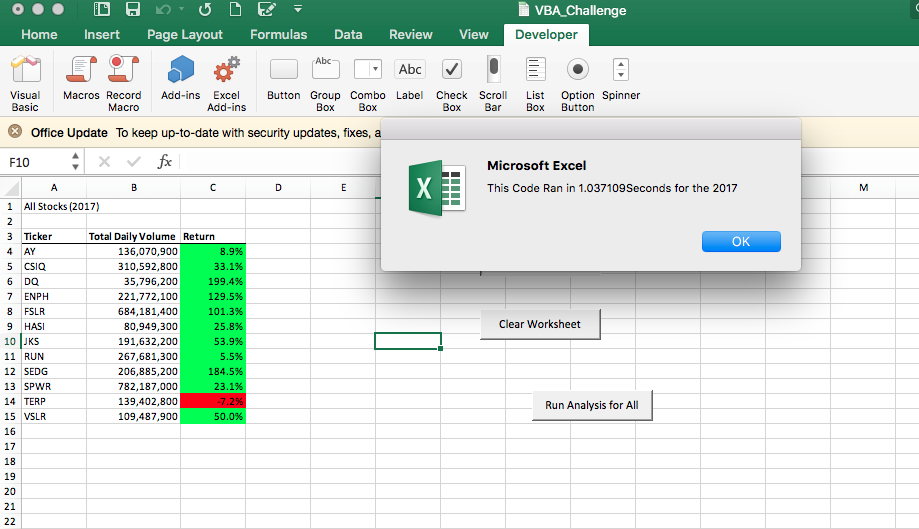 VBA_Challenge
Home Insert Page Layout Formulas Data Review View Developer
Visual Basic Macros Record Macro Add-ins Excel Add-ins Button Group Box Combo Box Label Check Box Scroll Bar List Box Option Button Spinner
Abc Abc
Office Update To keep up-to-date with security updates, fixes, a
F10 fx
Microsoft Excel
This Code Ran in 1.037109Seconds for the 2017
OK
A B C D E M
1 All Stocks (2017)
2
3 Ticker Total Daily Volume Return
4 AY 136,070,900 8.9%
5 CSIQ 310,592,800 33.1%
6 DQ 35,796,200 199.4%
7 ENPH 221,772,100 129.5%
8 FSLR 684,181,400 101.3%
9 HASI 80,949,300 25.8%
10 JKS 191,632,200 53.9%
11 RUN 267,681,300 5.5%
12 SEDG 206,885,200 184.5%
13 SPWR 782,187,000 23.1%
14 TERP 139,402,800 -7.2%
15 VSLR 109,487,900 50.0%
16
17
18
19
20
21
22
Clear Worksheet
Run Analysis for All